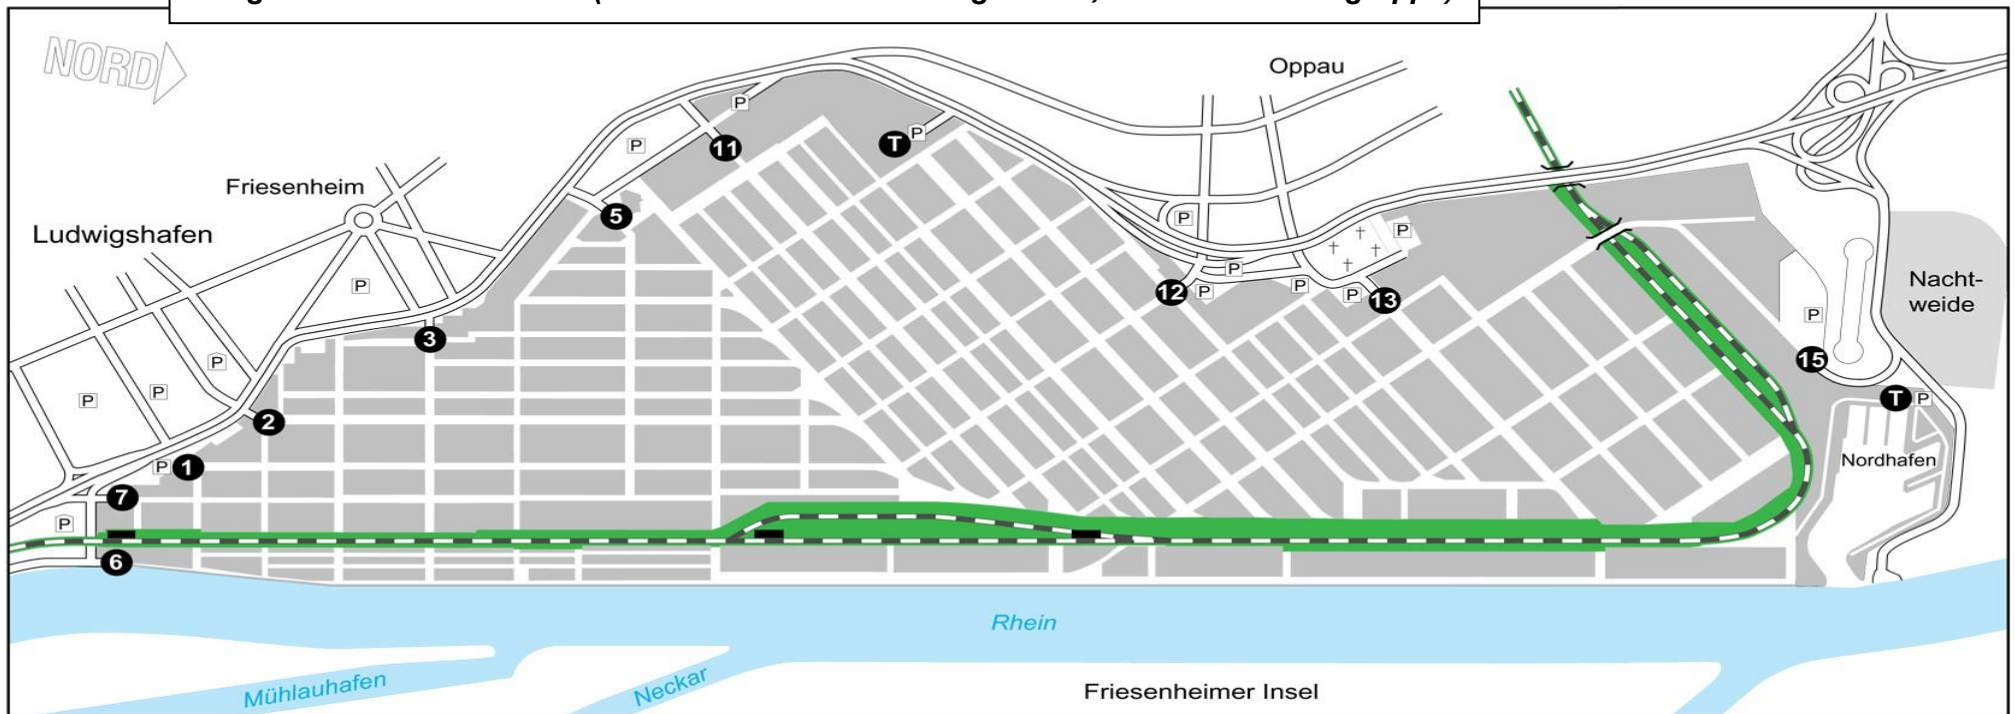 NORD
Oppau
P
P
T
P
11
Friesenheim
P
5
P
P
Ludwigshafen
P
P
12
P
P
P
13
Nacht-
weide
P
3
P
15
P
P
P
2
T
P
P
1
7
P
Nordhafen
6
Rhein
Mühlauhafen
Neckar
Friesenheimer Insel